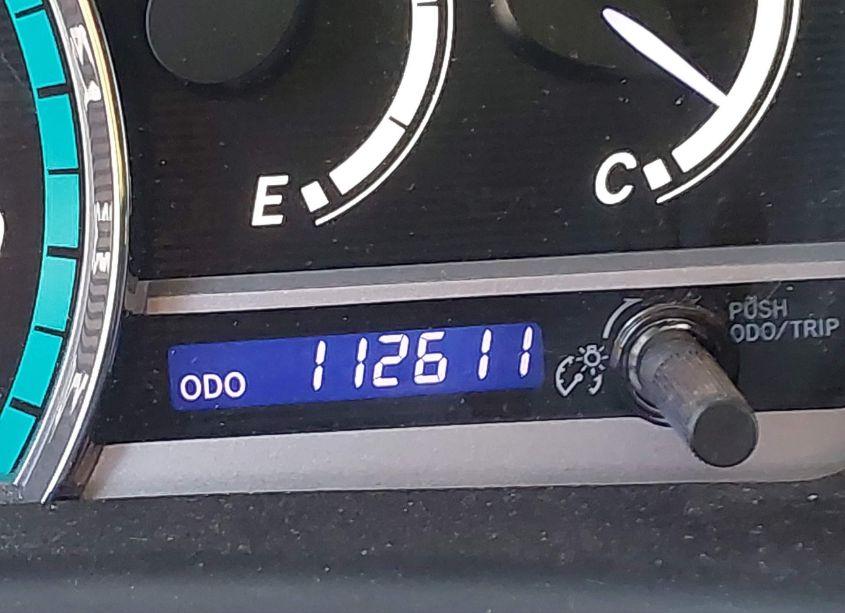 E
C
PUSH
ODO/TRIP
ODO 112611